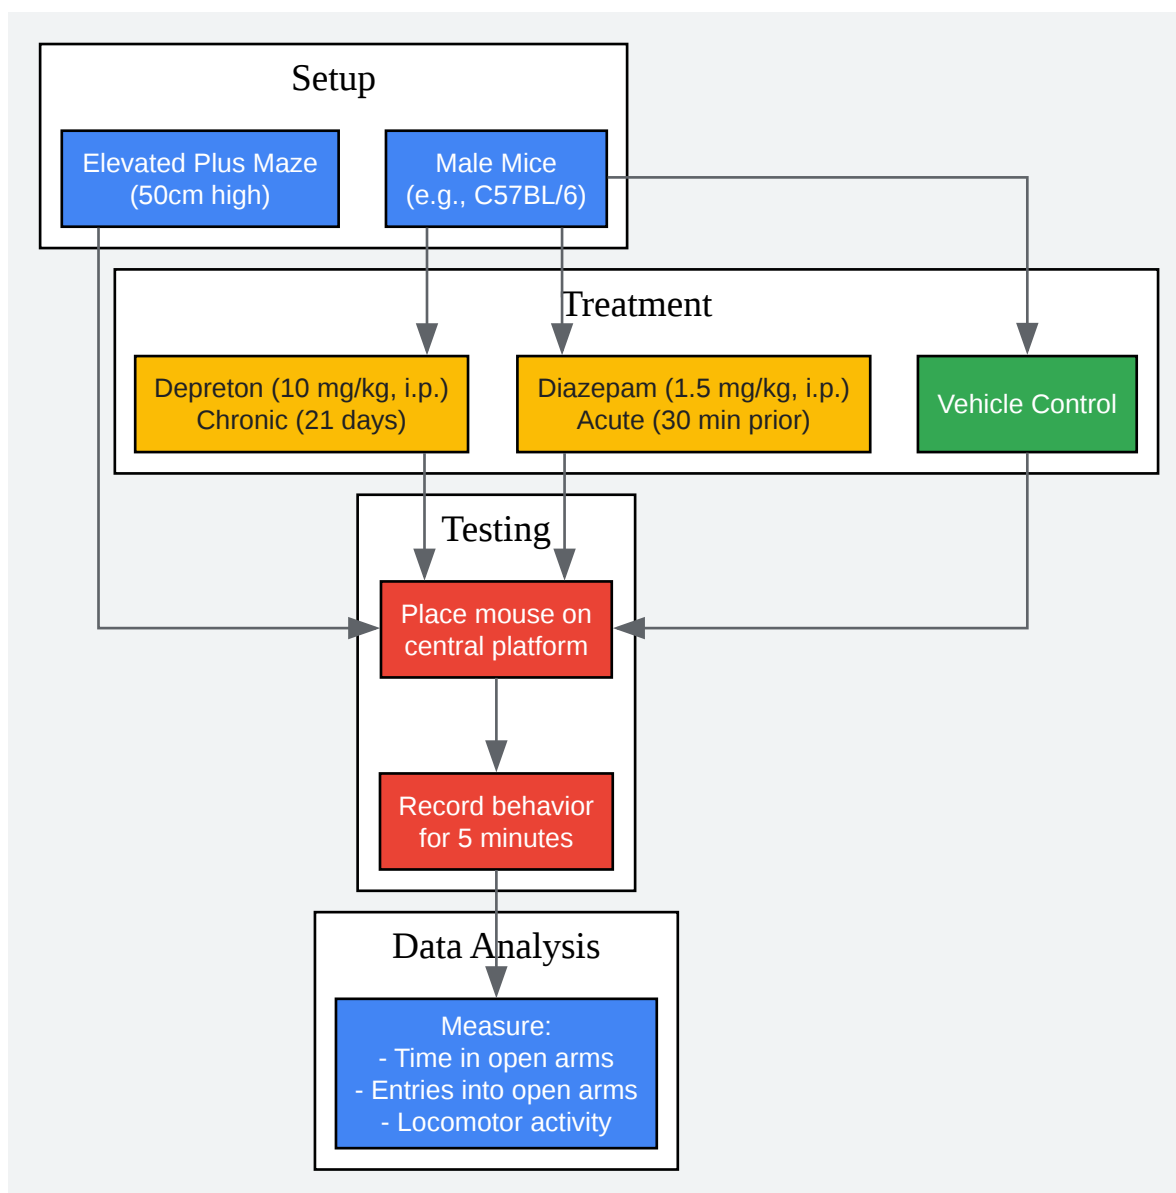 Setup
Elevated Plus Maze
(50cm high)
Male Mice
(e.g., C57BL/6)
Treatment
Depreton (10 mg/kg, i.p.)
Chronic (21 days)
Diazepam (1.5 mg/kg, i.p.)
Acute (30 min prior)
Vehicle Control
Testing
Place mouse on
central platform
Record behavior
for 5 minutes
Data Analysis
Measure:
- Time in open arms
- Entries into open arms
- Locomotor activity